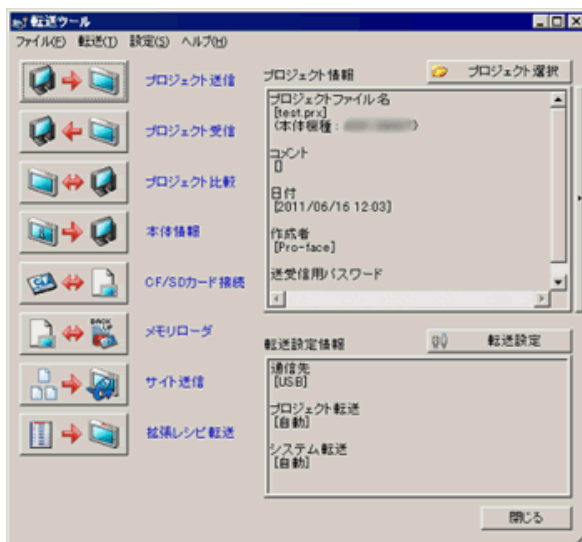 転送ツール
ファイル(F) 転送(T) 設定(S) ヘルプ(H)
プロジェクト送信
プロジェクト受信
プロジェクト比較
本体情報
CF/SDカード接続
メモリローダ
サイト送信
拡張レシピ転送
プロジェクト情報
プロジェクト選択
プロジェクトファイル名
[test.prx]
(本体機種: )
コメント
[]
日付
[2011/06/16 12:03]
作成者
[Pro-face]
送受信用パスワード
転送設定情報
転送設定
通信先
[USB]
プロジェクト転送
[自動]
システム転送
[自動]
閉じる
BACK
UP